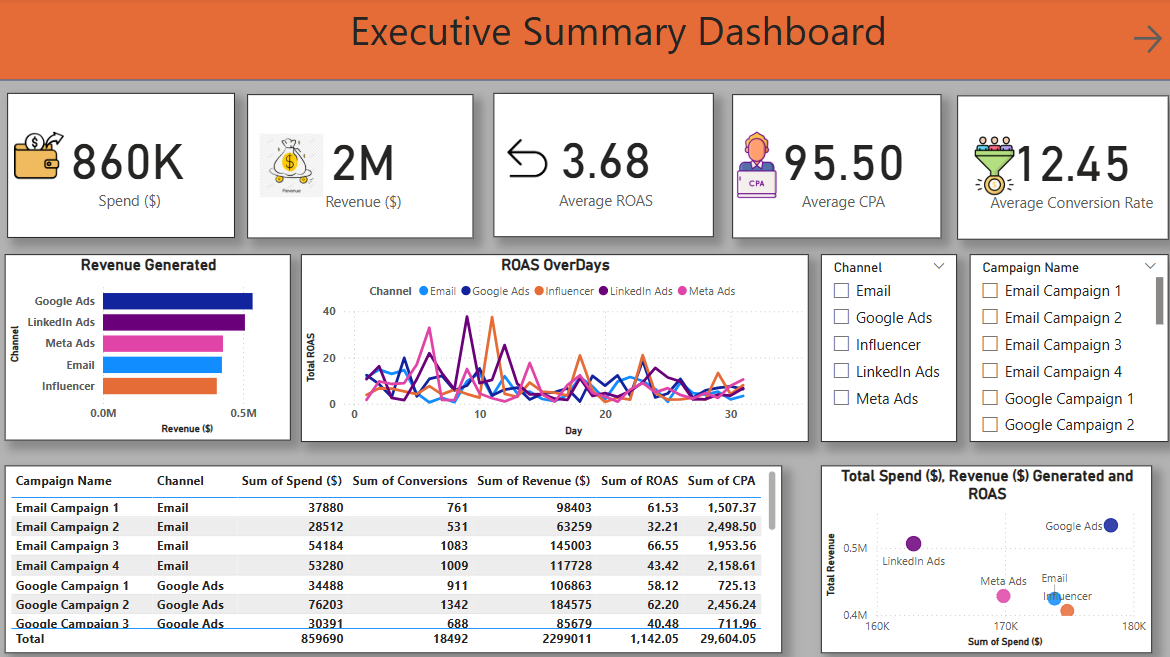 Executive Summary Dashboard
860K
Spend ($)
Revenue
2M
Revenue ($)
3.68
Average ROAS
CPA
95.50
Average CPA
12.45
Average Conversion Rate
Revenue Generated
Channel
Google Ads
LinkedIn Ads
Meta Ads
Email
Influencer
0.0M 0.5M
Revenue ($)
ROAS OverDays
Channel Email Google Ads Influencer LinkedIn Ads Meta Ads
Total ROAS
40
20
0
0 10 20 30
Day
Channel
Email
Google Ads
Influencer
LinkedIn Ads
Meta Ads
Campaign Name
Email Campaign 1
Email Campaign 2
Email Campaign 3
Email Campaign 4
Google Campaign 1
Google Campaign 2
Campaign Name Channel Sum of Spend ($) Sum of Conversions Sum of Revenue ($) Sum of ROAS Sum of CPA
Email Campaign 1 Email 37880 761 98403 61.53 1,507.37
Email Campaign 2 Email 28512 531 63259 32.21 2,498.50
Email Campaign 3 Email 54184 1083 145003 66.55 1,953.56
Email Campaign 4 Email 53280 1009 117728 43.42 2,158.61
Google Campaign 1 Google Ads 34488 911 106863 58.12 725.13
Google Campaign 2 Google Ads 76203 1342 184575 62.20 2,456.24
Google Campaign 3 Google Ads 30391 688 85679 40.48 711.96
Total 859690 18492 2299011 1,142.05 29,604.05
Total Spend ($), Revenue ($) Generated and
ROAS
Total Revenue
0.5M
0.4M
Google Ads
LinkedIn Ads
Meta Ads
Email
Influencer
160K 170K 180K
Sum of Spend ($)